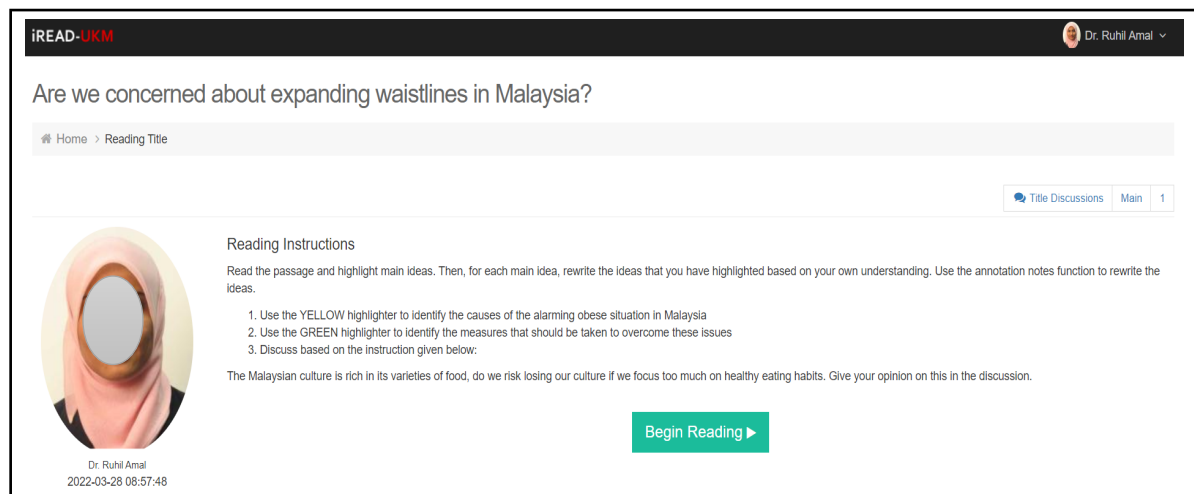 iREAD-UKM
Dr. Ruhil Amal
Are we concerned about expanding waistlines in Malaysia?
Home > Reading Title
Title Discussions Main 1
Reading Instructions
Read the passage and highlight main ideas. Then, for each main idea, rewrite the ideas that you have highlighted based on your own understanding. Use the annotation notes function to rewrite the
ideas.
1. Use the YELLOW highlighter to identify the causes of the alarming obese situation in Malaysia
2. Use the GREEN highlighter to identify the measures that should be taken to overcome these issues
3. Discuss based on the instruction given below:
The Malaysian culture is rich in its varieties of food, do we risk losing our culture if we focus too much on healthy eating habits. Give your opinion on this in the discussion.
Begin Reading
Dr. Ruhil Amal
2022-03-28 08:57:48